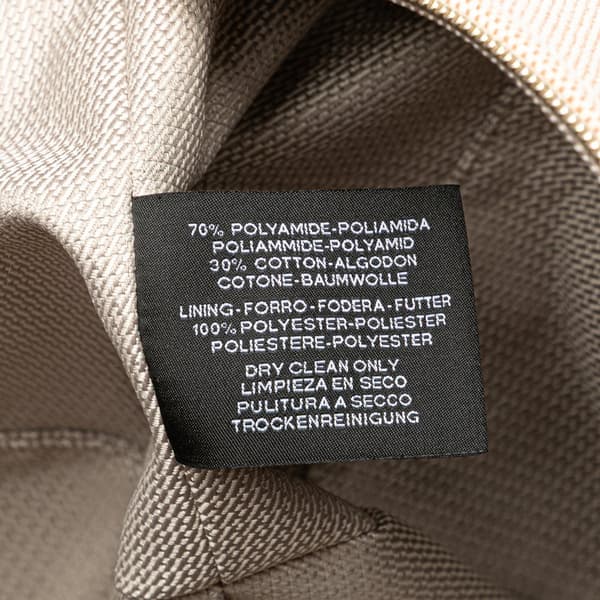 70% POLYAMIDE-POLIAMIDA
POLIAMMIDE-POLYAMID
30% COTTON-ALGODON
COTONE-BAUMWOLLE
LINING-FORRO-FODERA-FUTTER
100% POLYESTER-POLIESTER
POLIESTERE-POLYESTER
DRY CLEAN ONLY
LIMPIEZA EN SECO
PULITURA A SECCO
TROCKENREINIGUNG